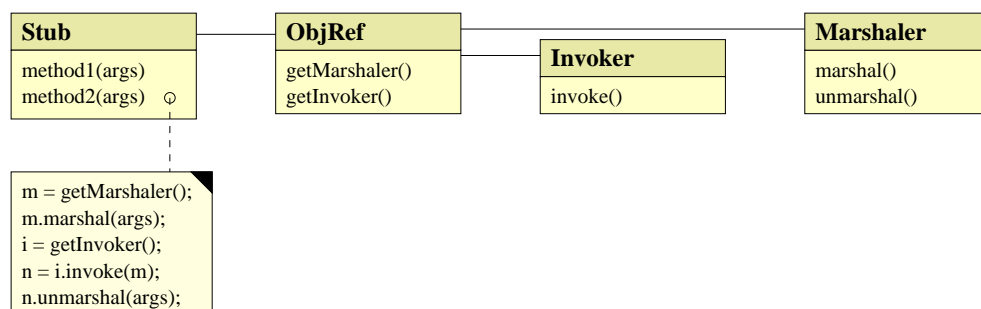 Stub
method1(args)
method2(args)
ObjRef
getMarshaler()
getInvoker()
Invoker
invoke()
Marshaler
marshal()
unmarshal()
m = getMarshaler();
m.marshal(args);
i = getInvoker();
n = i.invoke(m);
n.unmarshal(args);